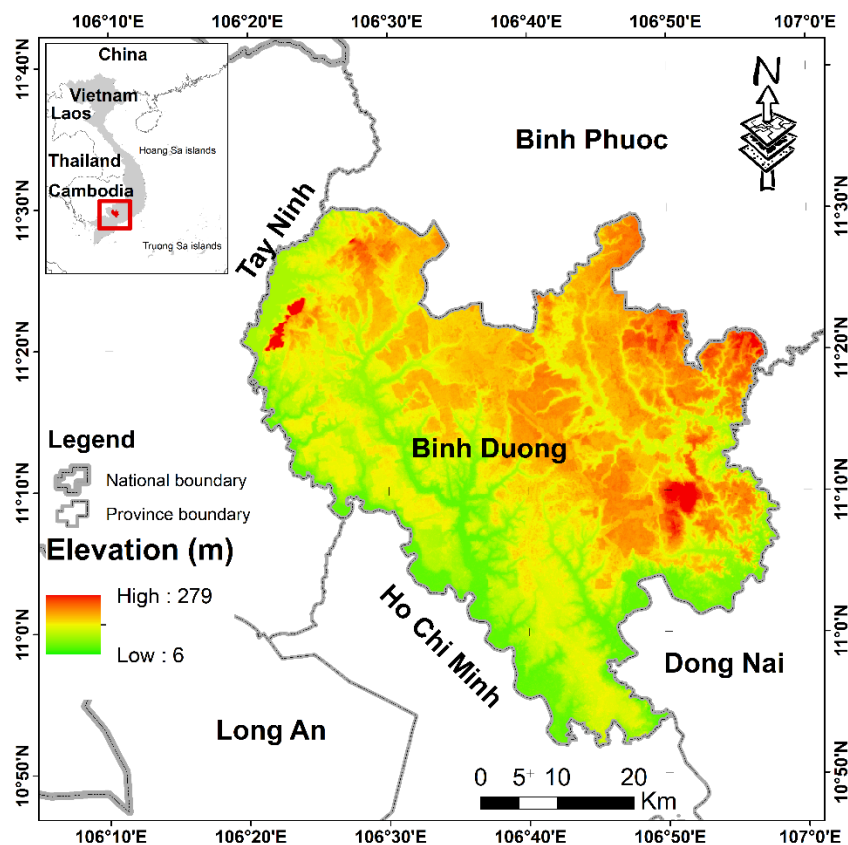 106°10'E 106°20'E 106°30'E 106°40'E 106°50'E 107°0'E
China
Vietnam
Laos
Hoang Sa islands
Thailand
Cambodia
Truong Sa islands
N
Binh Phuoc
Tay Ninh
Binh Duong
Ho Chi Minh
Dong Nai
Long An
Legend
National boundary
Province boundary
Elevation (m)
High : 279
Low : 6
0 5 10 20
Km
11°40'N
11°30'N
11°20'N
11°10'N
11°0'N
10°50'N
11°40'N
11°30'N
11°20'N
11°10'N
11°0'N
10°50'N
106°10'E 106°20'E 106°30'E 106°40'E 106°50'E 107°0'E